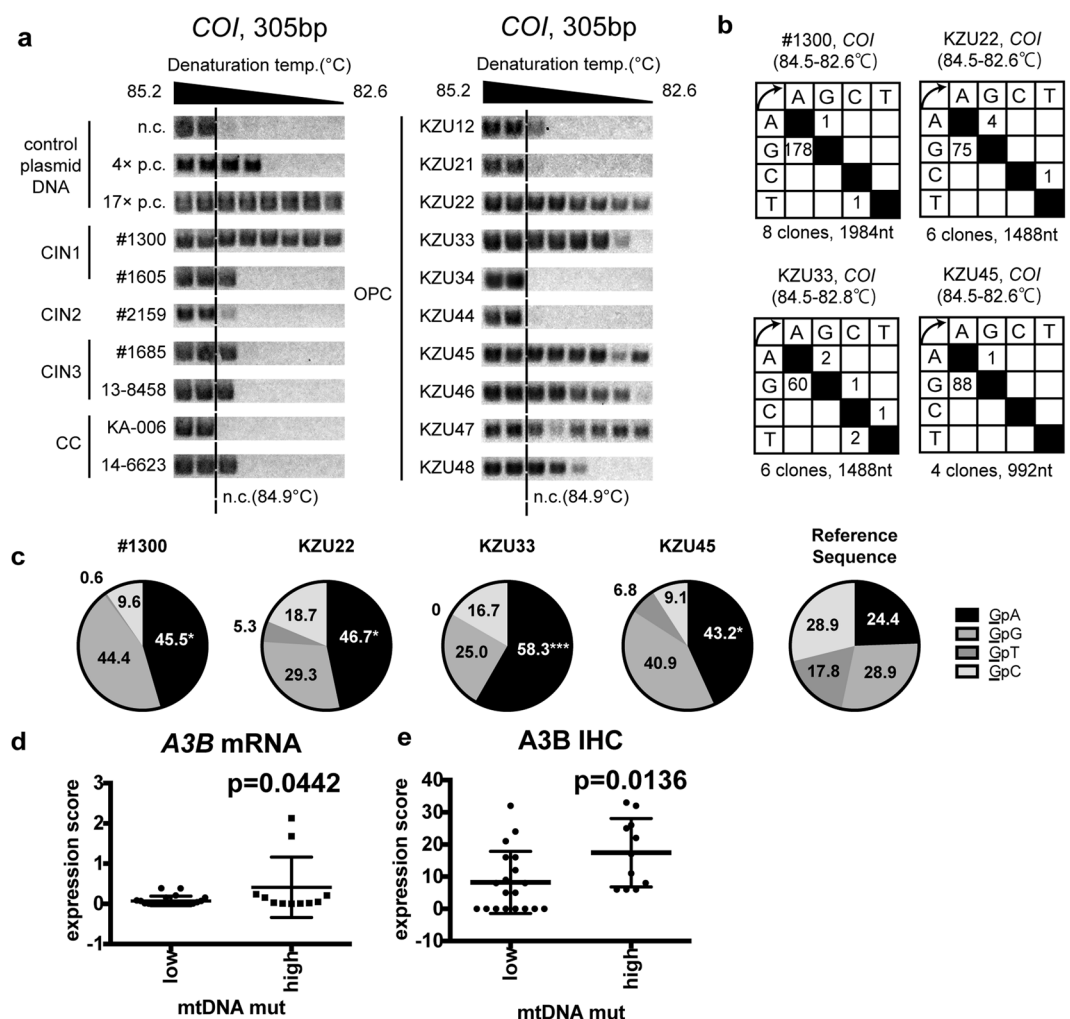 a
COI, 305bp
Denaturation temp.(°C)
85.2
82.6
control
plasmid
DNA
n.c.
4× p.c.
17× p.c.
CIN1
#1300
#1605
CIN2
#2159
CIN3
#1685
13-8458
CC
KA-006
14-6623
n.c.(84.9°C)
COI, 305bp
Denaturation temp.(°C)
85.2
82.6
OPC
KZU12
KZU21
KZU22
KZU33
KZU34
KZU44
KZU45
KZU46
KZU47
KZU48
n.c.(84.9°C)
b
#1300, COI
(84.5-82.6℃)
A G C T
A 1
G 178
C
T 1
8 clones, 1984nt
KZU22, COI
(84.5-82.6℃)
A G C T
A 4
G 75
C 1
T
6 clones, 1488nt
KZU33, COI
(84.5-82.8℃)
A G C T
A 2
G 60 1
C 1
T 2
6 clones, 1488nt
KZU45, COI
(84.5-82.6℃)
A G C T
A 1
G 88
C
T
4 clones, 992nt
c
#1300
0.6
9.6
45.5*
44.4
KZU22
18.7
5.3
46.7*
29.3
KZU33
0
16.7
58.3***
25.0
KZU45
6.8
9.1
43.2*
40.9
Reference
Sequence
24.4
28.9
17.8
28.9
GpA
GpG
GpT
GpC
d
A3B mRNA
p=0.0442
expression score
3
2
1
0
-1
low
high
mtDNA mut
e
A3B IHC
p=0.0136
expression score
40
30
20
10
0
-10
low
high
mtDNA mut